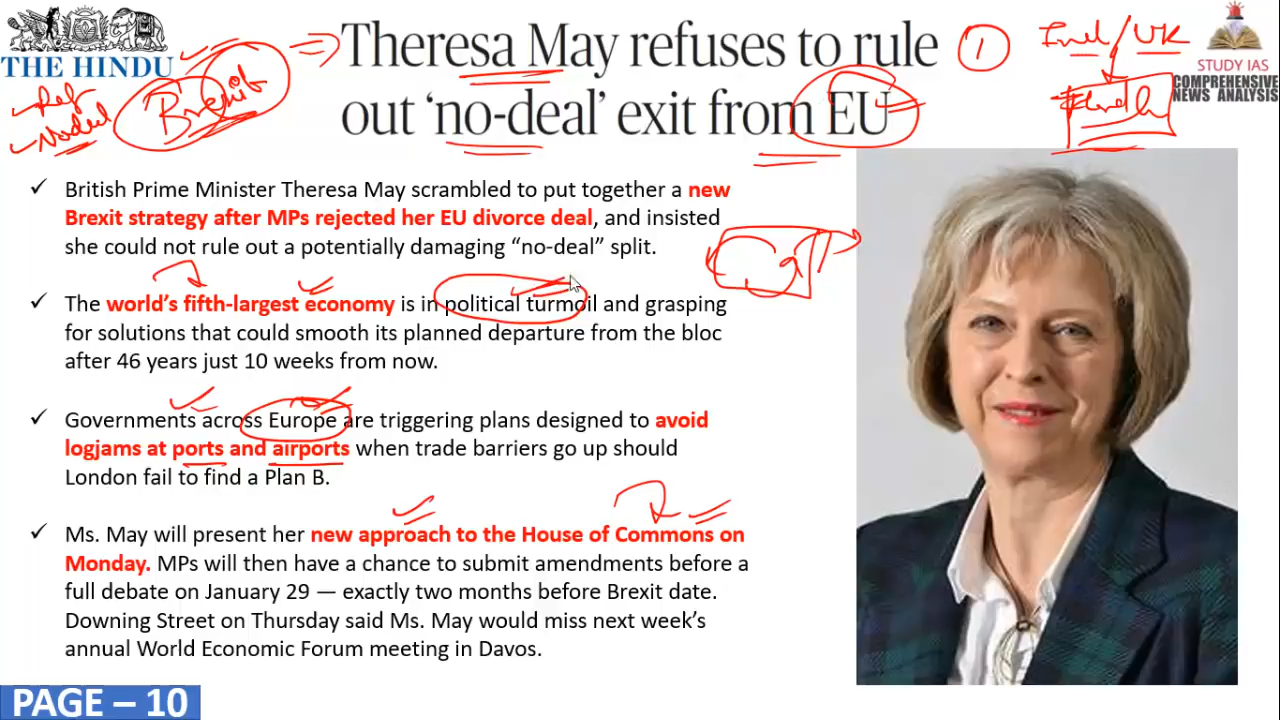 THE HINDU
Theresa May refuses to rule
out ‘no-deal’ exit from EU
STUDY IAS
COMPREHENSIVE
NEWS ANALYSIS
Brexit
UK
✓ British Prime Minister Theresa May scrambled to put together a new
Brexit strategy after MPs rejected her EU divorce deal, and insisted
she could not rule out a potentially damaging “no-deal” split.
✓ The world’s fifth-largest economy is in political turmoil and grasping
for solutions that could smooth its planned departure from the bloc
after 46 years just 10 weeks from now.
✓ Governments across Europe are triggering plans designed to avoid
logjams at ports and airports when trade barriers go up should
London fail to find a Plan B.
✓ Ms. May will present her new approach to the House of Commons on
Monday. MPs will then have a chance to submit amendments before a
full debate on January 29 — exactly two months before Brexit date.
Downing Street on Thursday said Ms. May would miss next week’s
annual World Economic Forum meeting in Davos.
PAGE – 10